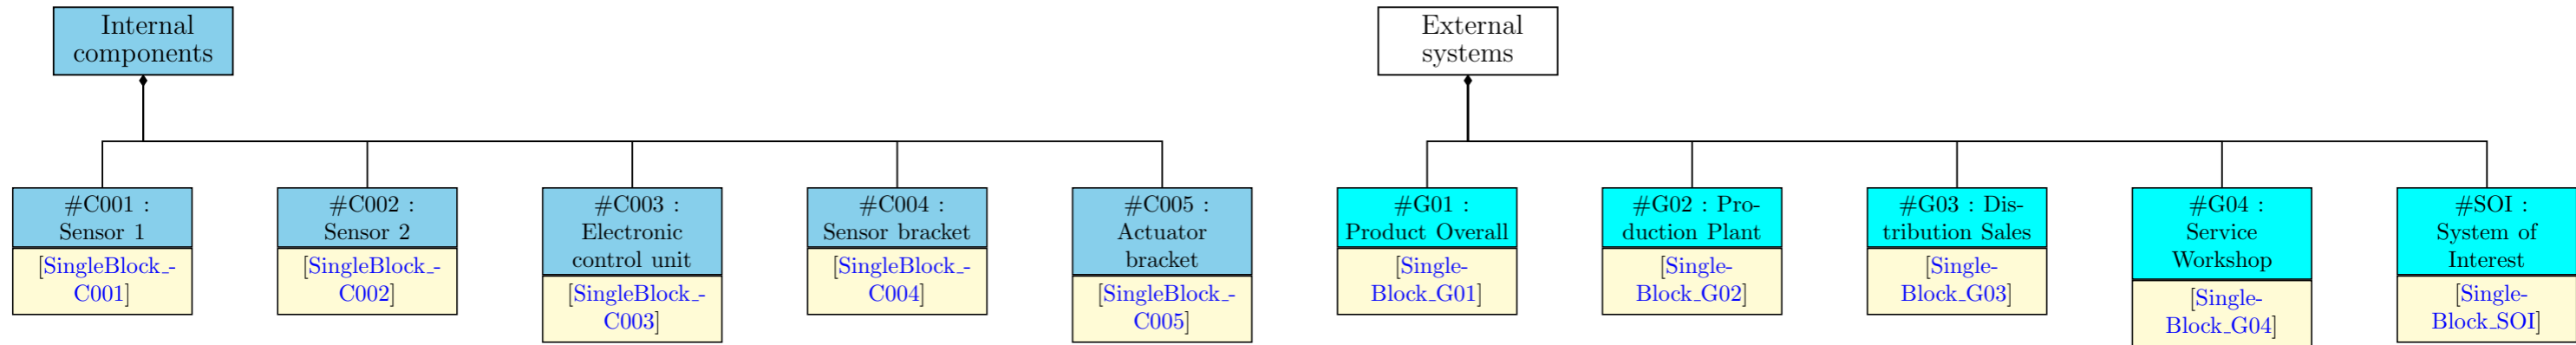 Internal
components
External
systems
#C001 :
Sensor 1
[SingleBlock_-
C001]
#C002 :
Sensor 2
[SingleBlock_-
C002]
#C003 :
Electronic
control unit
[SingleBlock_-
C003]
#C004 :
Sensor bracket
[SingleBlock_-
C004]
#C005 :
Actuator
bracket
[SingleBlock_-
C005]
#G01 :
Product Overall
[Single-
Block_G01]
#G02 : Pro-
duction Plant
[Single-
Block_G02]
#G03 : Dis-
tribution Sales
[Single-
Block_G03]
#G04 :
Service
Workshop
[Single-
Block_G04]
#SOI :
System of
Interest
[Single-
Block_SOI]